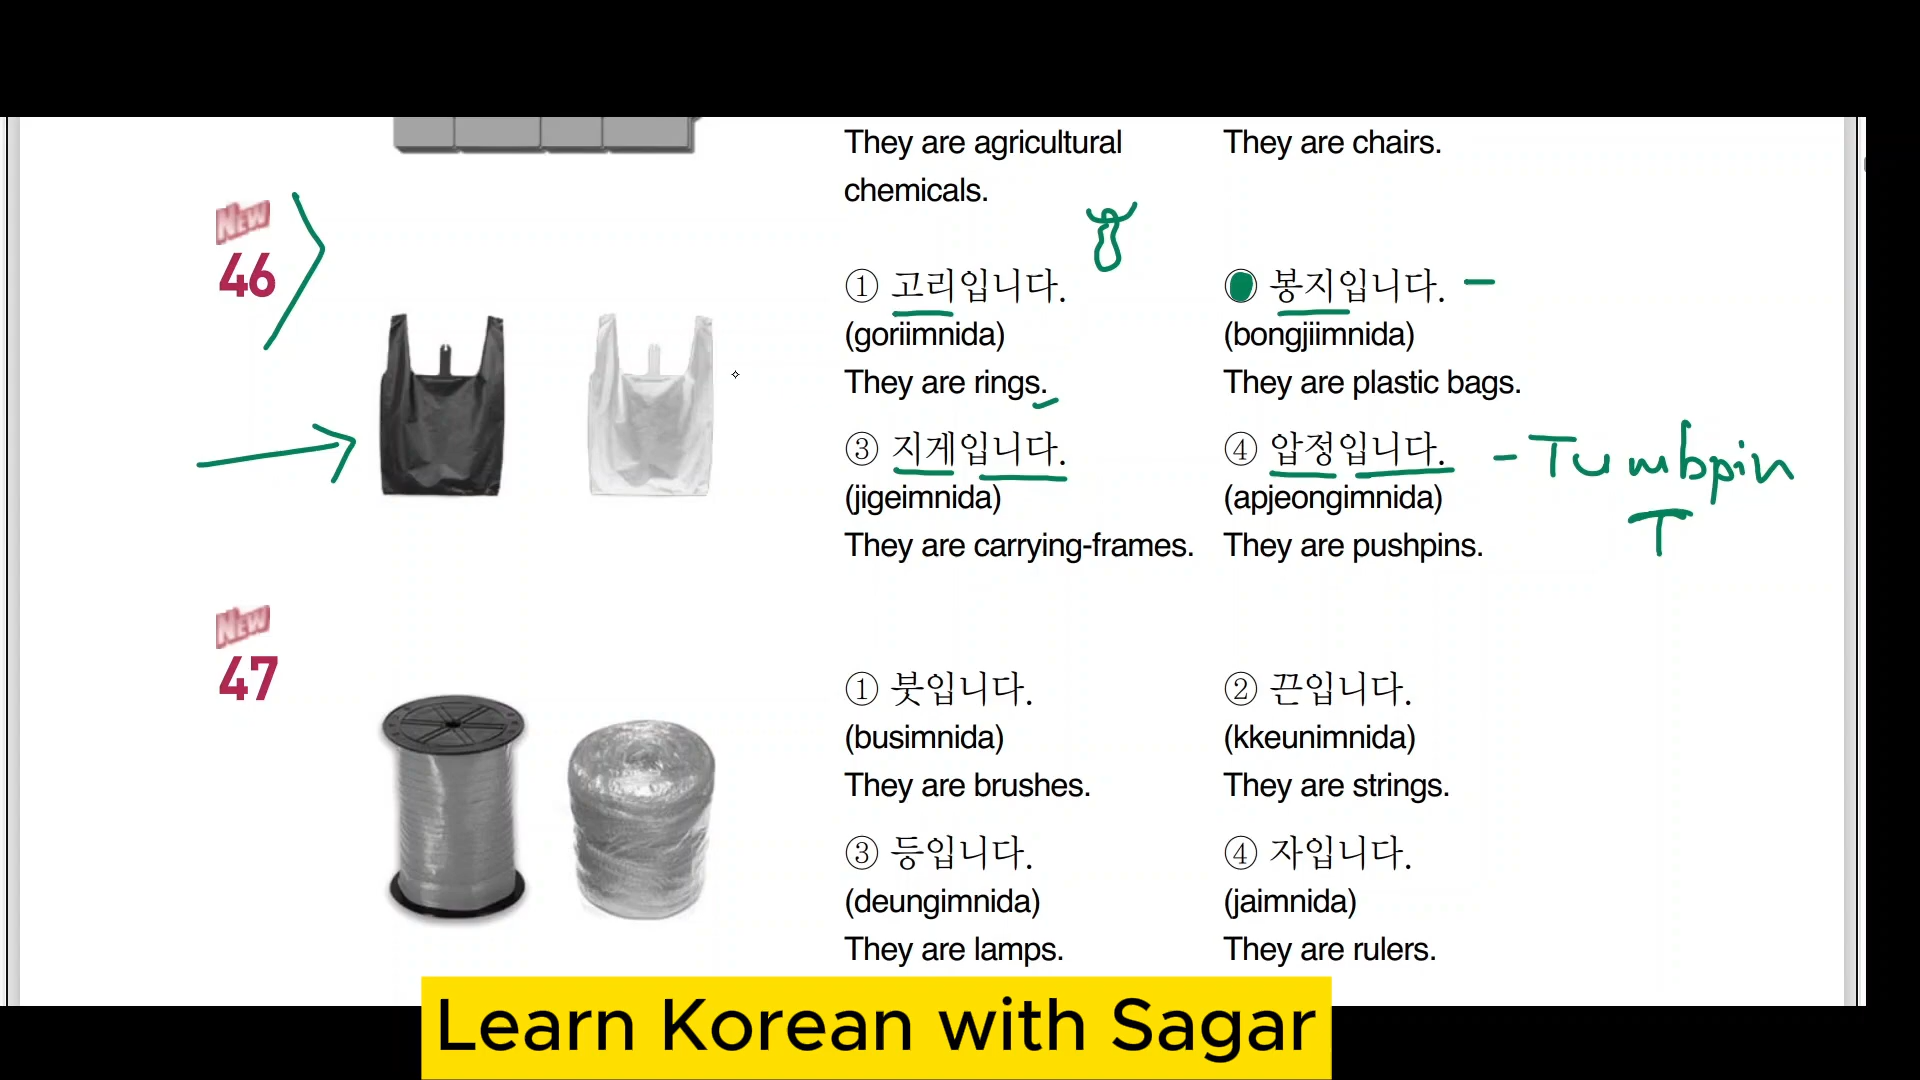 They are agricultural
chemicals.
They are chairs.
NEW
46
① 고리입니다.
(goriimnida)
They are rings.
봉지입니다.
(bongjiimnida)
They are plastic bags.
③ 지게입니다.
(jigeimnida)
They are carrying-frames.
④ 압정입니다.
(apjeongimnida)
They are pushpins.
- Tumbpin
T
NEW
47
① 붓입니다.
(busimnida)
They are brushes.
② 끈입니다.
(kkeunimnida)
They are strings.
③ 등입니다.
(deungimnida)
They are lamps.
④ 자입니다.
(jaimnida)
They are rulers.
Learn Korean with Sagar